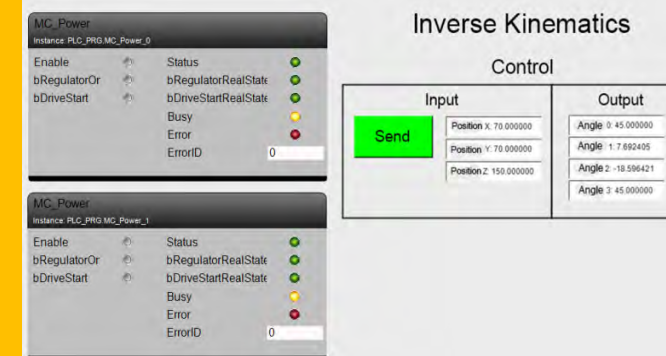 MC_Power
Instance: PLC_PRG.MC_Power_0
Enable Status
bRegulatorOr bRegulatorRealState
bDriveStart bDriveStartRealState
Busy
Error
ErrorID 0
MC_Power
Instance: PLC_PRG.MC_Power_1
Enable Status
bRegulatorOr bRegulatorRealState
bDriveStart bDriveStartRealState
Busy
Error
ErrorID 0
Inverse Kinematics
Control
Input
Send
Position X: 70.000000
Position Y: 70.000000
Position Z: 150.000000
Output
Angle 0: 45.000000
Angle 1: 7.692405
Angle 2: -18.596421
Angle 3: 45.000000